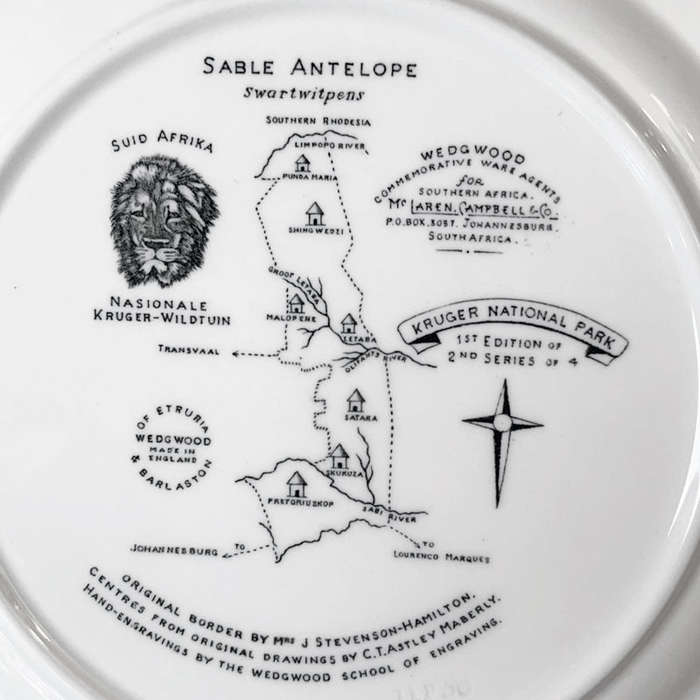 SABLE ANTELOPE
Swartwitpens
SUID AFRIKA
NASIONALE
KRUGER-WILDTUIN
SOUTHERN RHODESIA
LIMPOPO RIVER
PUNDA MARIA
SHINGWEDZI
GROOT LETABA
MALOPENE
LETABA
OLIFANTS RIVER
TRANSVAAL
SATARA
SKUKUZA
PRETORIUSKOP
SABI RIVER
JOHANNESBURG TO
TO
LOURENCO MARQUES
WEDGWOOD
COMMEMORATIVE WARE AGENTS
for
SOUTHERN AFRICA.
MCLAREN, CAMPBELL & CO.
P.O. BOX. 3057. JOHANNESBURG.
SOUTH AFRICA.
KRUGER NATIONAL PARK
1ST EDITION OF
2ND SERIES OF 4
OF ETRURIA
WEDGWOOD
MADE IN
ENGLAND
& BARLASTON
ORIGINAL BORDER BY MRS J STEVENSON-HAMILTON.
CENTRES FROM ORIGINAL DRAWINGS BY C.T. ASTLEY MABERLY.
HAND-ENGRAVINGS BY THE WEDGWOOD SCHOOL OF ENGRAVING.